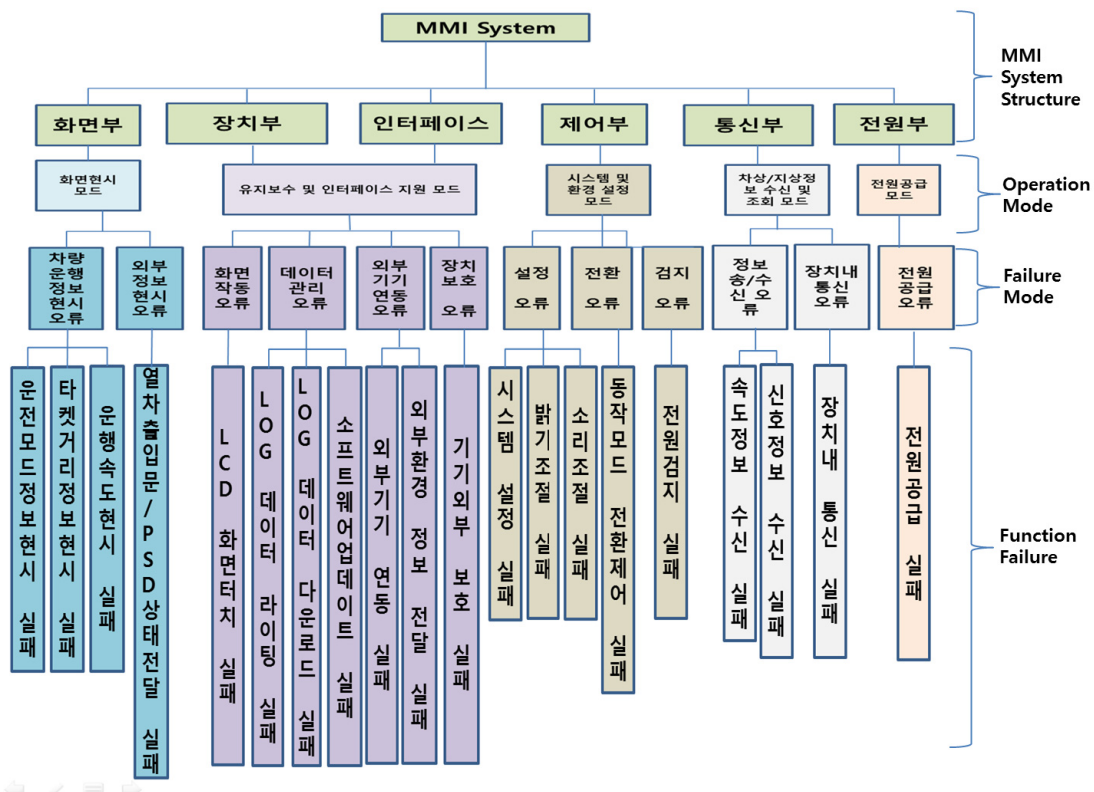 MMI System
MMI
System
Structure
화면부
장치부
인터페이스
제어부
통신부
전원부
화면현시
모드
유지보수 및 인터페이스 지원 모드
시스템 및
환경 설정
모드
차상/지상정
보 수신 및
조회 모드
전원공급
모드
Operation
Mode
차량
운행
정보
현시
오류
외부
정보
현시
오류
화면
작동
오류
데이터
관리
오류
외부
기기
연동
오류
장치
보호
오류
설정
오류
전환
오류
검지
오류
정보
송/수
신 오
류
장치내
통신
오류
전원
공급
오류
Failure
Mode
운전모드정보현시 실패
타켓거리정보현시 실패
운행속도현시 실패
열차출입문/PSD상태전달 실패
LCD 화면터치 실패
LOG 데이터 라이팅 실패
LOG 데이터 다운로드 실패
소프트웨어업데이트 실패
외부기기 연동 실패
외부환경 정보 전달 실패
기기외부 보호 실패
시스템 설정 실패
밝기조절 실패
소리조절 실패
동작모드 전환제어 실패
전원검지 실패
속도정보 수신 실패
신호정보 수신 실패
장치내 통신 실패
전원공급 실패
Function
Failure